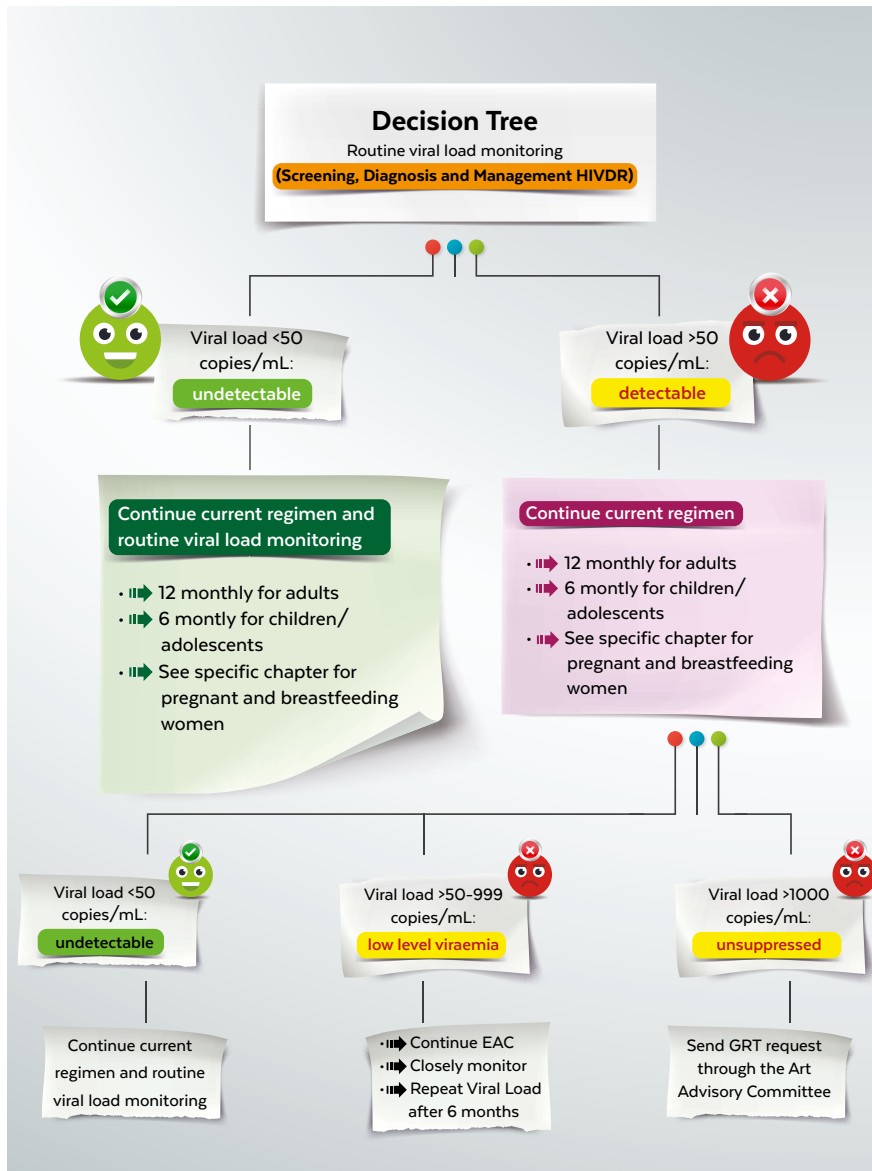 Decision Tree
Routine viral load monitoring
(Screening, Diagnosis and Management HIVDR)
Viral load <50
copies/mL:
undetectable
Viral load >50
copies/mL:
detectable
Continue current regimen and
routine viral load monitoring
• 12 monthly for adults
• 6 montly for children/
adolescents
• See specific chapter for
pregnant and breastfeeding
women
Continue current regimen
• 12 monthly for adults
• 6 montly for children/
adolescents
• See specific chapter for
pregnant and breastfeeding
women
Viral load <50
copies/mL:
undetectable
Viral load >50-999
copies/mL:
low level viraemia
Viral load >1000
copies/mL:
unsuppressed
Continue current
regimen and routine
viral load monitoring
• Continue EAC
• Closely monitor
• Repeat Viral Load
after 6 months
Send GRT request
through the Art
Advisory Committee